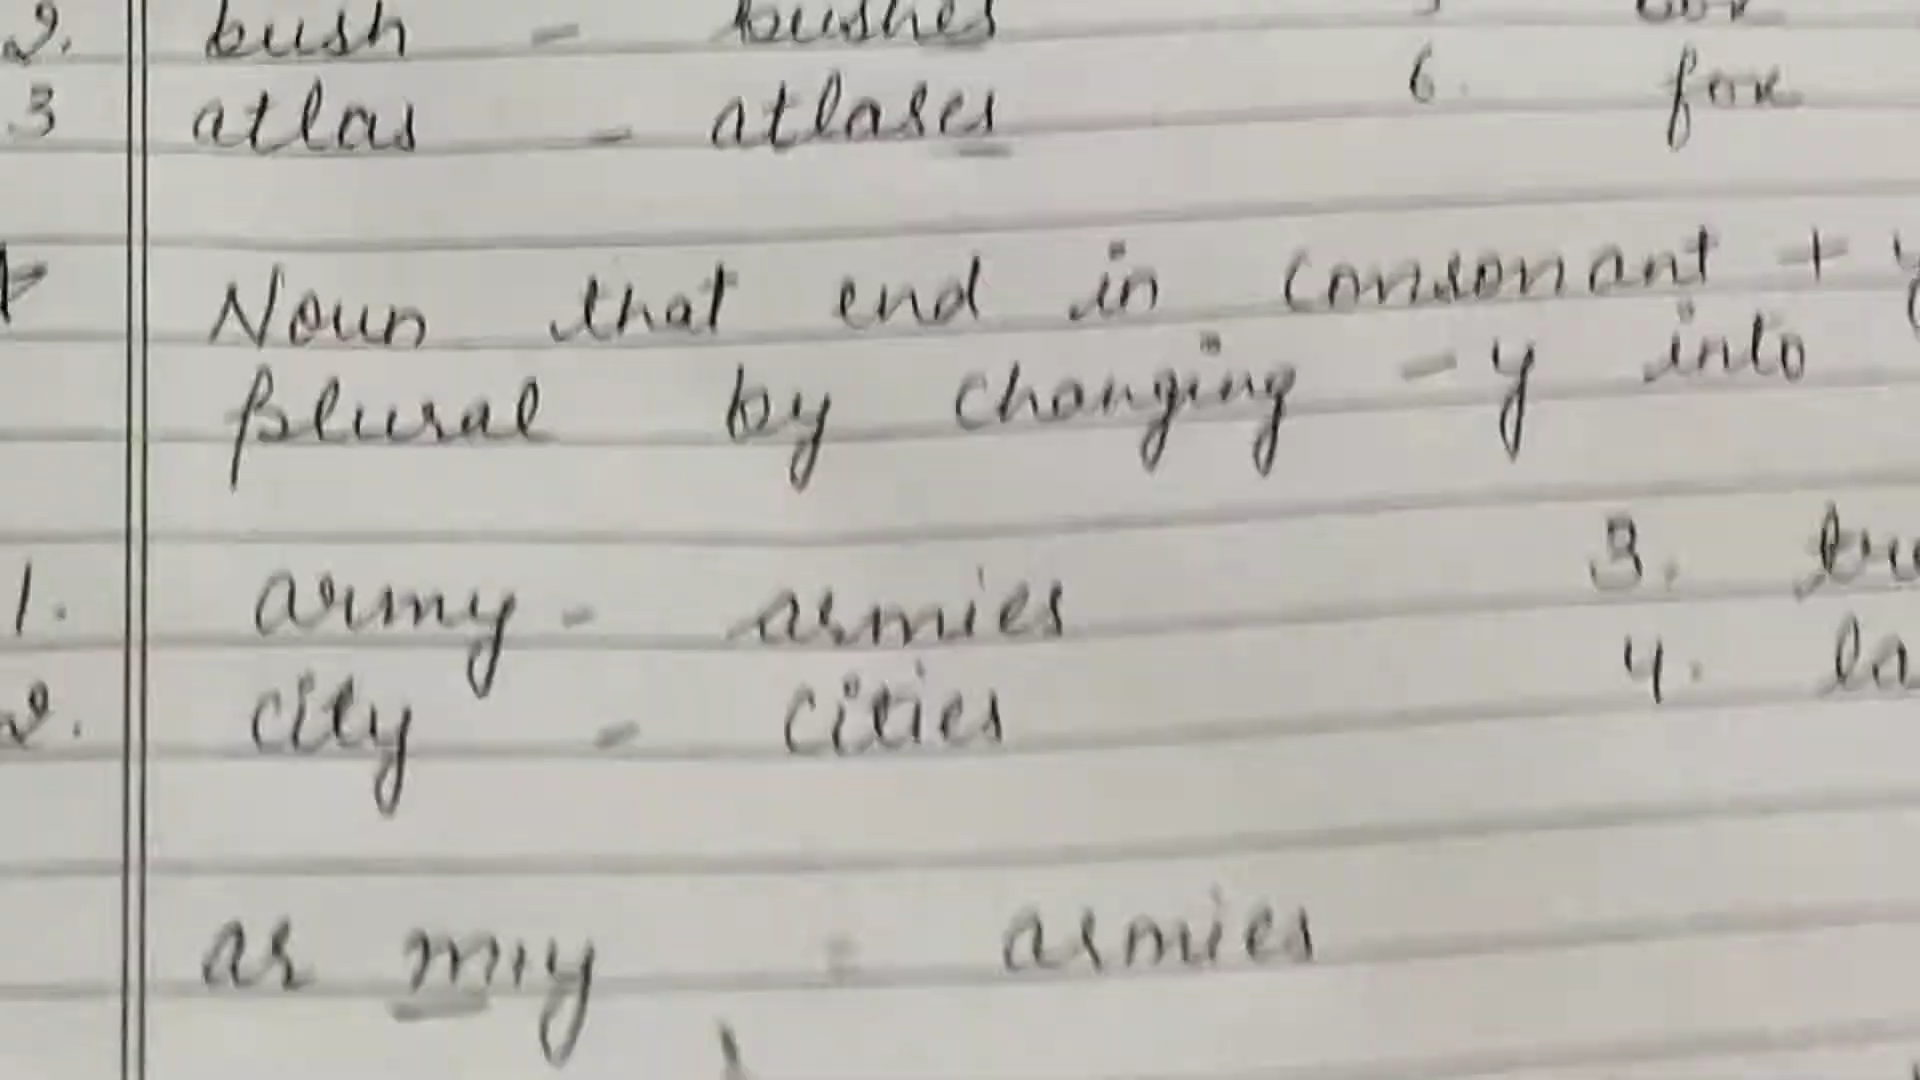 2. bush - bushes
3 atlas - atlases 6. fox
Noun that end in consonant + y
plural by changing -y into
1. army - armies 3.
2. city - cities 4. la
ar my : armies